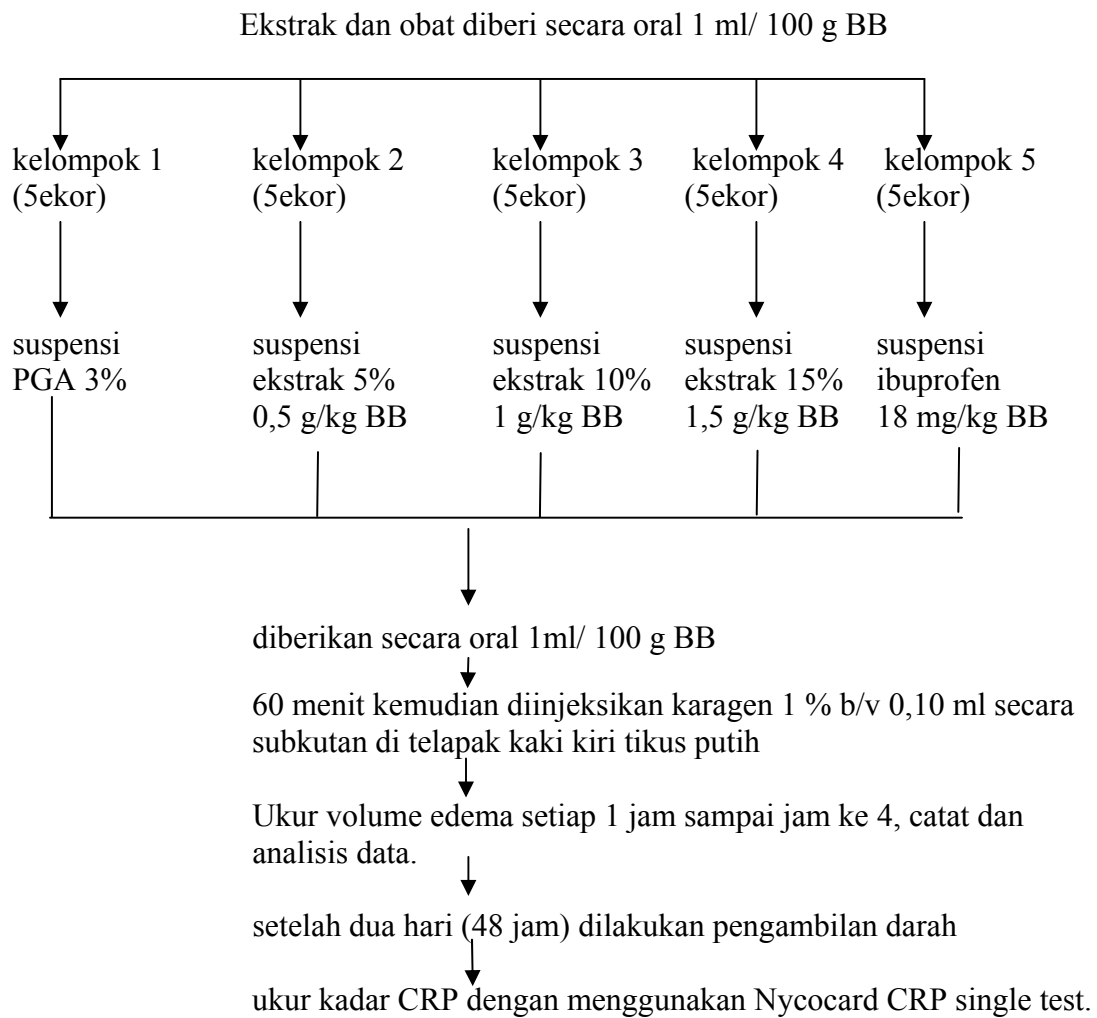 Ekstrak dan obat diberi secara oral 1 ml/ 100 g BB
kelompok 1
(5ekor)
kelompok 2
(5ekor)
kelompok 3
(5ekor)
kelompok 4
(5ekor)
kelompok 5
(5ekor)
suspensi
PGA 3%
suspensi
ekstrak 5%
0,5 g/kg BB
suspensi
ekstrak 10%
1 g/kg BB
suspensi
ekstrak 15%
1,5 g/kg BB
suspensi
ibuprofen
18 mg/kg BB
diberikan secara oral 1ml/ 100 g BB
60 menit kemudian diinjeksikan karagen 1 % b/v 0,10 ml secara
subkutan di telapak kaki kiri tikus putih
Ukur volume edema setiap 1 jam sampai jam ke 4, catat dan
analisis data.
setelah dua hari (48 jam) dilakukan pengambilan darah
ukur kadar CRP dengan menggunakan Nycocard CRP single test.